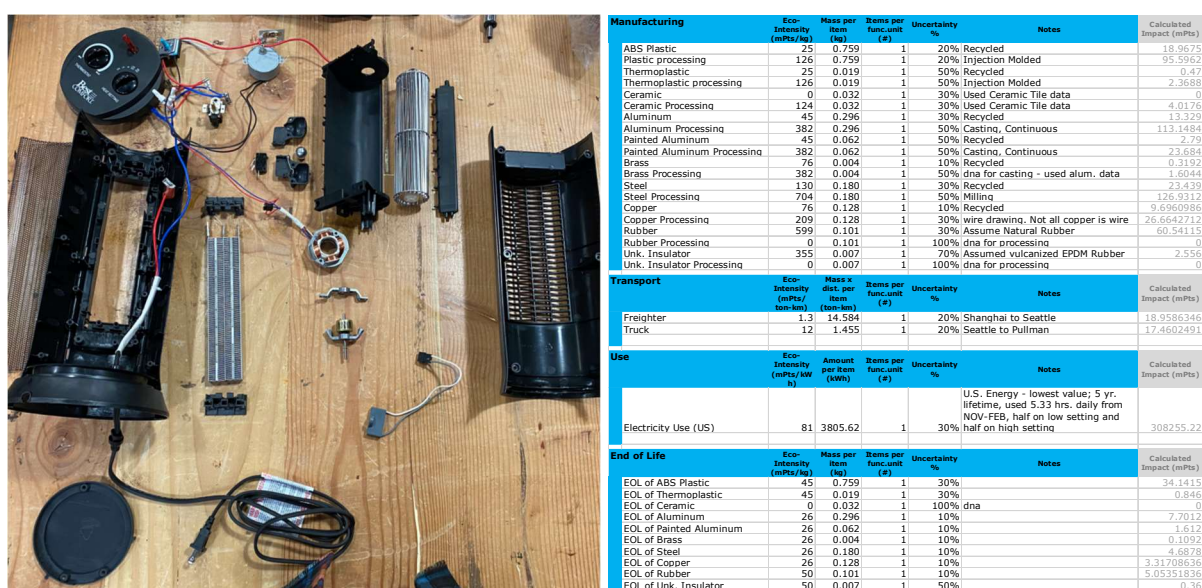 BestComfort
Manufacturing Eco-Intensity (mPts/kg) Mass per item (kg) Items per func.unit (#) Uncertainty % Notes Calculated Impact (mPts)
ABS Plastic 25 0.759 1 20% Recycled 18.9675
Plastic processing 126 0.759 1 20% Injection Molded 95.5962
Thermoplastic 25 0.019 1 50% Recycled 0.47
Thermoplastic processing 126 0.019 1 50% Injection Molded 2.3688
Ceramic 0 0.032 1 30% Used Ceramic Tile data 0
Ceramic Processing 124 0.032 1 30% Used Ceramic Tile data 4.0176
Aluminum 45 0.296 1 30% Recycled 13.329
Aluminum Processing 382 0.296 1 50% Casting, Continuous 113.1484
Painted Aluminum 45 0.062 1 50% Recycled 2.79
Painted Aluminum Processing 382 0.062 1 50% Casting, Continuous 23.684
Brass 76 0.004 1 10% Recycled 0.3192
Brass Processing 382 0.004 1 50% dna for casting - used alum. data 1.6044
Steel 130 0.180 1 30% Recycled 23.439
Steel Processing 704 0.180 1 50% Milling 126.9312
Copper 76 0.128 1 10% Recycled 9.6960986
Copper Processing 209 0.128 1 30% wire drawing. Not all copper is wire 26.6642712
Rubber 599 0.101 1 30% Assume Natural Rubber 60.54115
Rubber Processing 0 0.101 1 100% dna for processing
Unk. Insulator 355 0.007 1 70% Assumed vulcanized EPDM Rubber 2.556
Unk. Insulator Processing 0 0.007 1 100% dna for processing 0
Transport Eco-Intensity (mPts/ton-km) Mass x dist. per item (ton-km) Items per func.unit (#) Uncertainty % Notes Calculated Impact (mPts)
Freighter 1.3 14.584 1 20% Shanghai to Seattle 18.9586346
Truck 12 1.455 1 20% Seattle to Pullman 17.4602491
Use Eco-Intensity (mPts/kWh) Amount per item (kWh) Items per func.unit (#) Uncertainty % Notes Calculated Impact (mPts)
U.S. Energy - lowest value; 5 yr.
lifetime, used 5.33 hrs. daily from
NOV-FEB, half on low setting and
Electricity Use (US) 81 3805.62 1 30% half on high setting 308255.22
End of Life Eco-Intensity (mPts/kg) Mass per item (kg) Items per func.unit (#) Uncertainty % Notes Calculated Impact (mPts)
EOL of ABS Plastic 45 0.759 1 30% 34.1415
EOL of Thermoplastic 45 0.019 1 30% 0.846
EOL of Ceramic 0 0.032 1 100% dna 0
EOL of Aluminum 26 0.296 1 10% 7.7012
EOL of Painted Aluminum 26 0.062 1 10% 1.612
EOL of Brass 26 0.004 1 10% 0.1092
EOL of Steel 26 0.180 1 10% 4.6878
EOL of Copper 26 0.128 1 10% 3.31708636
EOL of Rubber 50 0.101 1 10% 5.05351836
EOL of Unk. Insulator 50 0.007 1 50% 0.36